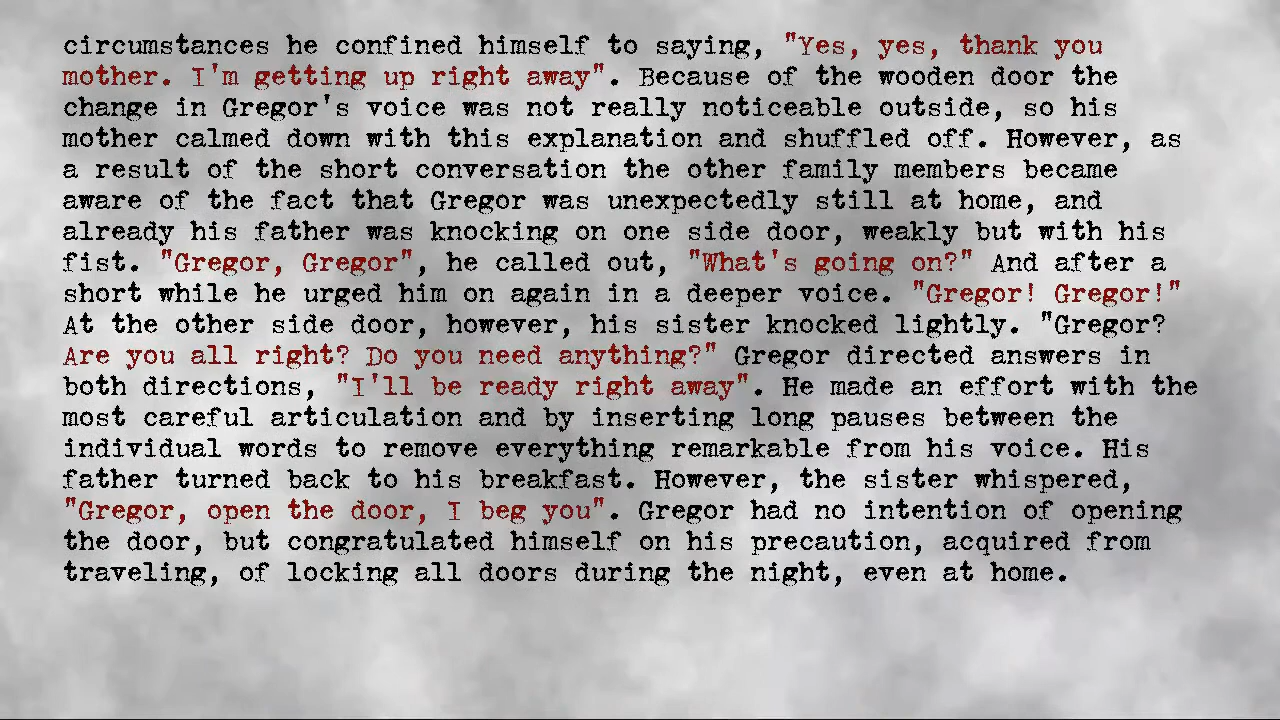 circumstances he confined himself to saying, "Yes, yes, thank you
mother. I'm getting up right away". Because of the wooden door the
change in Gregor's voice was not really noticeable outside, so his
mother calmed down with this explanation and shuffled off. However, as
a result of the short conversation the other family members became
aware of the fact that Gregor was unexpectedly still at home, and
already his father was knocking on one side door, weakly but with his
fist. "Gregor, Gregor", he called out, "What's going on?" And after a
short while he urged him on again in a deeper voice. "Gregor! Gregor!"
At the other side door, however, his sister knocked lightly. "Gregor?
Are you all right? Do you need anything?" Gregor directed answers in
both directions, "I'll be ready right away". He made an effort with the
most careful articulation and by inserting long pauses between the
individual words to remove everything remarkable from his voice. His
father turned back to his breakfast. However, the sister whispered,
"Gregor, open the door, I beg you". Gregor had no intention of opening
the door, but congratulated himself on his precaution, acquired from
traveling, of locking all doors during the night, even at home.